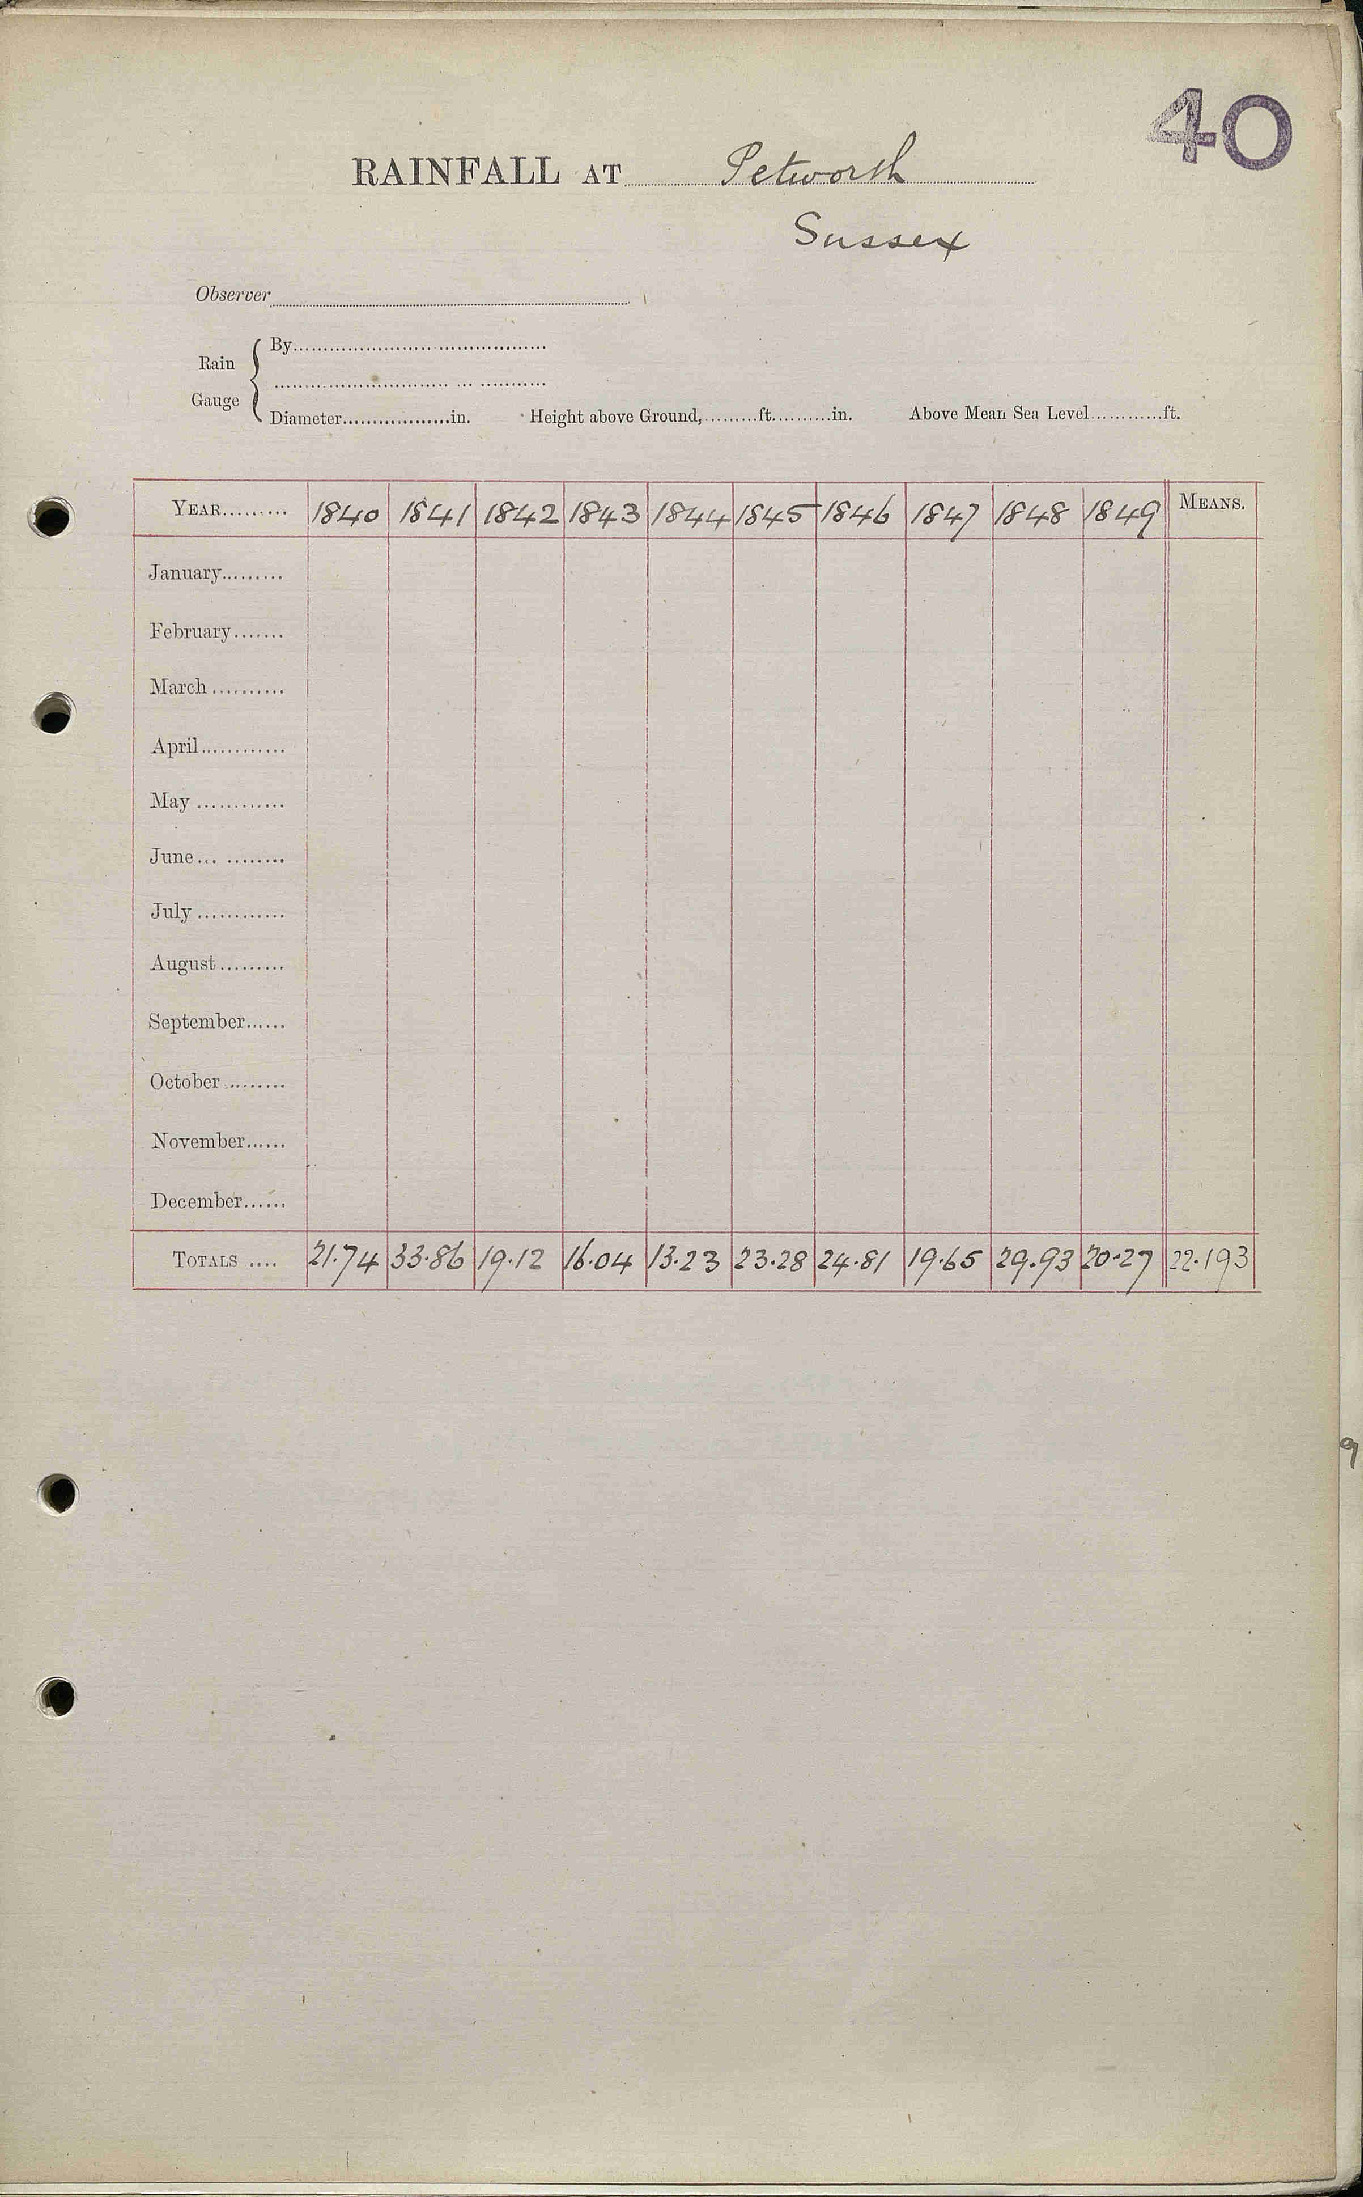 40
RAINFALL AT Petworth
Sussex
Observer
Rain Gauge
By
Diameter in. Height above Ground, ft. in. Above Mean Sea Level ft.
YEAR 1840 1841 1842 1843 1844 1845 1846 1847 1848 1849 MEANS.
January
February
March
April
May
June
July
August
September
October
November
December
TOTALS 21.74 33.86 19.12 16.04 13.23 23.28 24.81 19.65 29.93 20.27 22.193
9